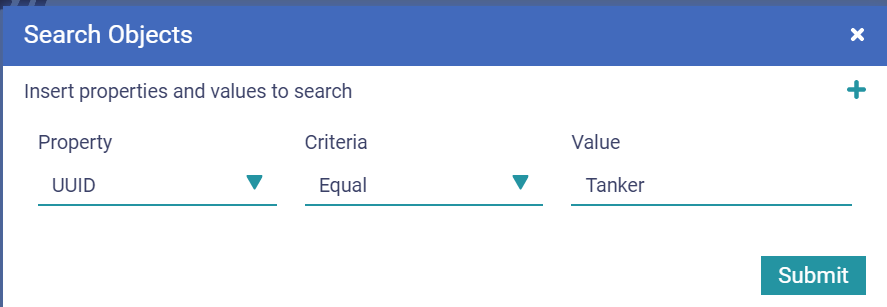 Search Objects
Insert properties and values to search
Property Criteria Value
UUID Equal Tanker
Submit